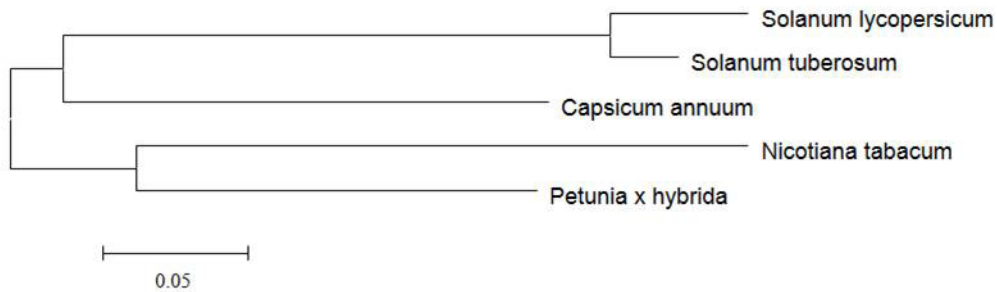 Solanum lycopersicum
Solanum tuberosum
Capsicum annuum
Nicotiana tabacum
Petunia x hybrida
0.05